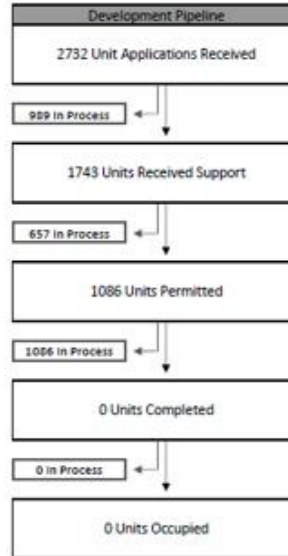 Development Pipeline
2732 Unit Applications Received
989 In Process
1743 Units Received Support
657 In Process
1086 Units Permitted
1086 In Process
0 Units Completed
0 In Process
0 Units Occupied